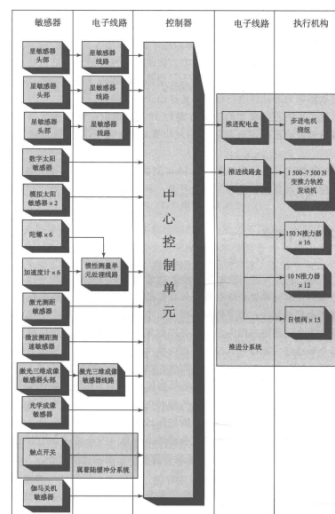 敏感器 电子线路 控制器 电子线路 执行机构
星敏感器
头部
星敏感器
线路
星敏感器
头部
星敏感器
线路
星敏感器
头部
星敏感器
线路
数字太阳
敏感器
模拟太阳
敏感器×2
陀螺×6
加速度计×6
惯性测量单
元处理线路
激光测距
敏感器
微波测距测
速敏感器
激光三维成像
敏感器头部
激光三维成像
敏感器线路
光学成像
敏感器
触点开关
属着陆缓冲分系统
伽马关机
敏感器
中心控制单元
推进配电盒
步进电机
绕组
推进线路盒
1 500~7 500 N
变推力轨控
发动机
150 N推力器
×16
10 N推力器
×12
自锁阀×15
推进分系统